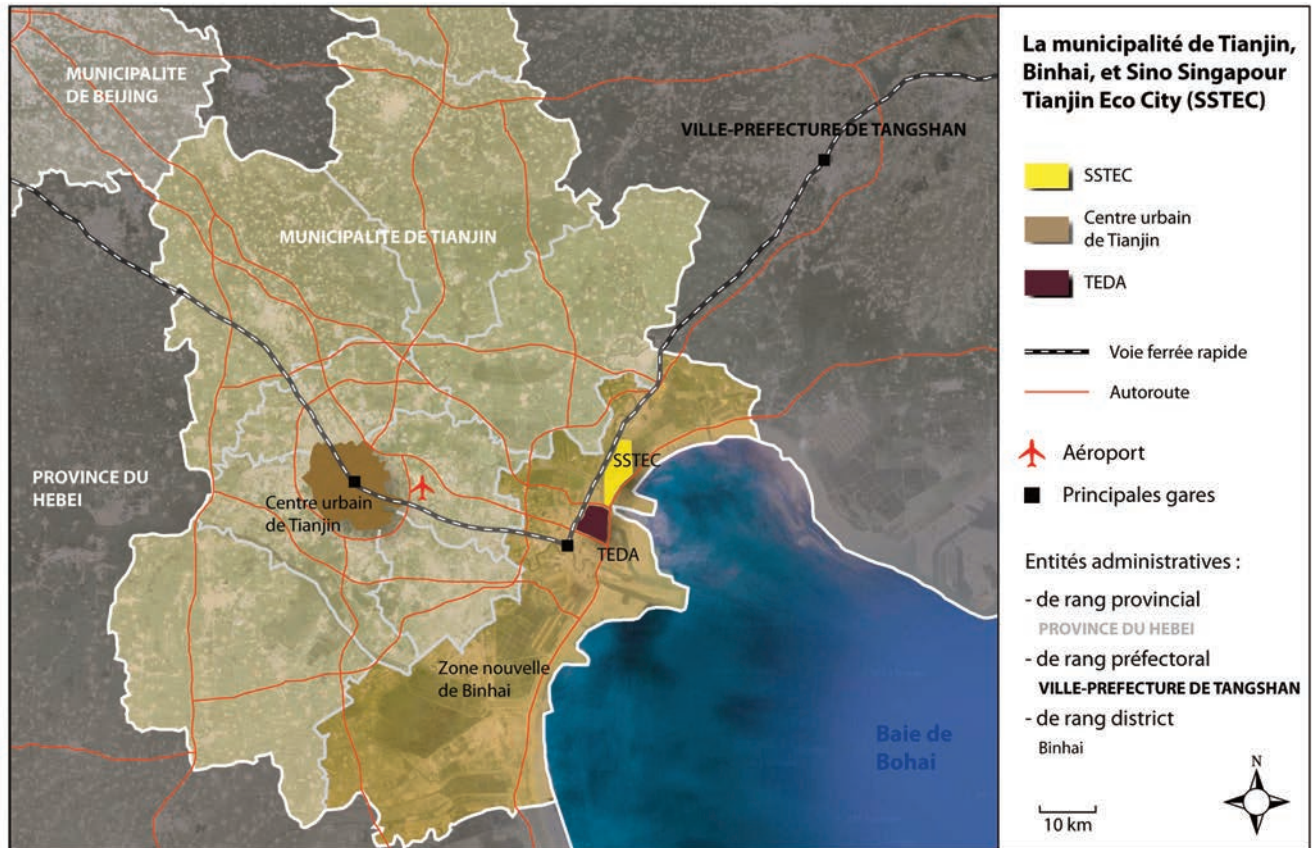 MUNICIPALITE
DE BEIJING
VILLE-PREFECTURE DE TANGSHAN
MUNICIPALITE DE TIANJIN
PROVINCE DU
HEBEI
Centre urbain
de Tianjin
SSTEC
TEDA
Zone nouvelle
de Binhai
Baie de
Bohai
La municipalité de Tianjin,
Binhai, et Sino Singapour
Tianjin Eco City (SSTEC)
SSTEC
Centre urbain
de Tianjin
TEDA
Voie ferrée rapide
Autoroute
Aéroport
Principales gares
Entités administratives :
- de rang provincial
PROVINCE DU HEBEI
- de rang préfectoral
VILLE-PREFECTURE DE TANGSHAN
- de rang district
Binhai
N
10 km